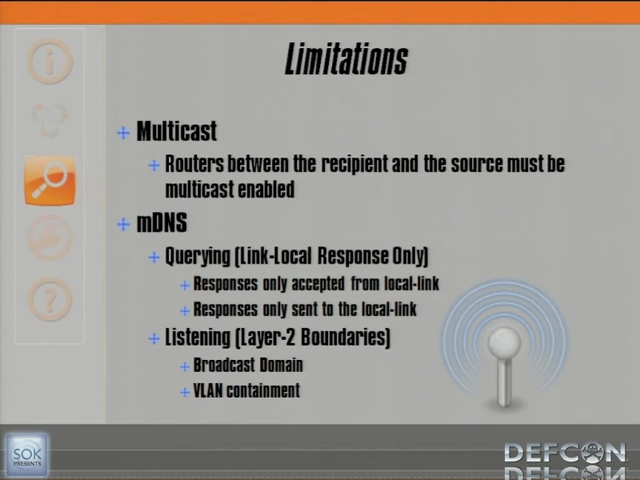 Limitations
Multicast
Routers between the recipient and the source must be
multicast enabled
mDNS
Querying (Link-Local Response Only)
Responses only accepted from local-link
Responses only sent to the local-link
Listening (Layer-2 Boundaries)
Broadcast Domain
VLAN containment
SOK
PRESENTS
DEFCON